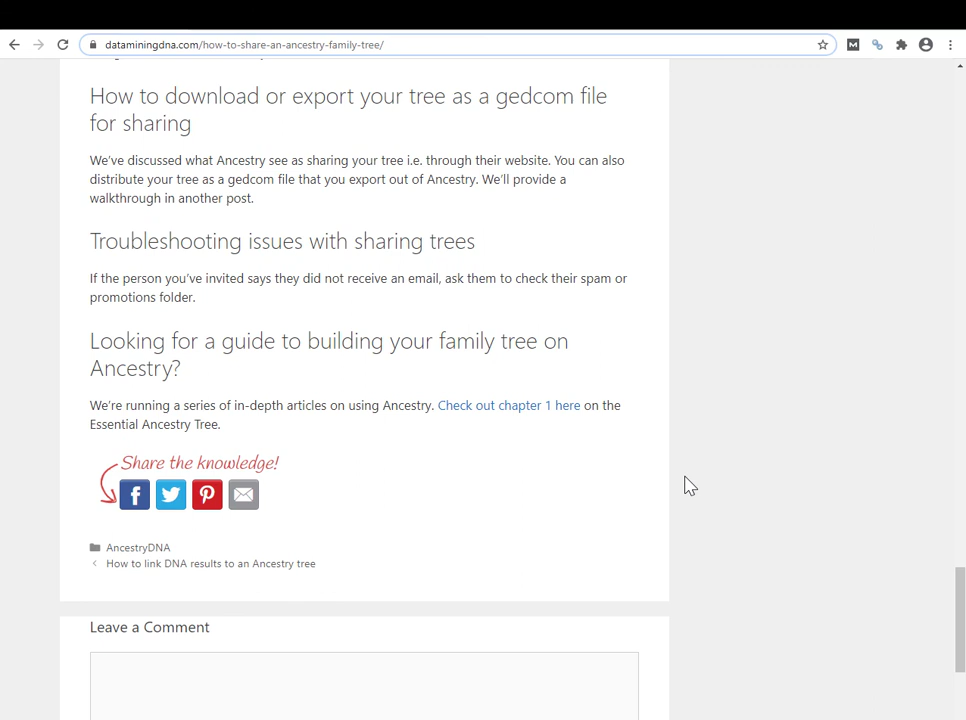 dataminingdna.com/how-to-share-an-ancestry-family-tree/
How to download or export your tree as a gedcom file
for sharing
We've discussed what Ancestry see as sharing your tree i.e. through their website. You can also
distribute your tree as a gedcom file that you export out of Ancestry. We'll provide a
walkthrough in another post.
Troubleshooting issues with sharing trees
If the person you've invited says they did not receive an email, ask them to check their spam or
promotions folder.
Looking for a guide to building your family tree on
Ancestry?
We're running a series of in-depth articles on using Ancestry. Check out chapter 1 here on the
Essential Ancestry Tree.
Share the knowledge!
AncestryDNA
How to link DNA results to an Ancestry tree
Leave a Comment